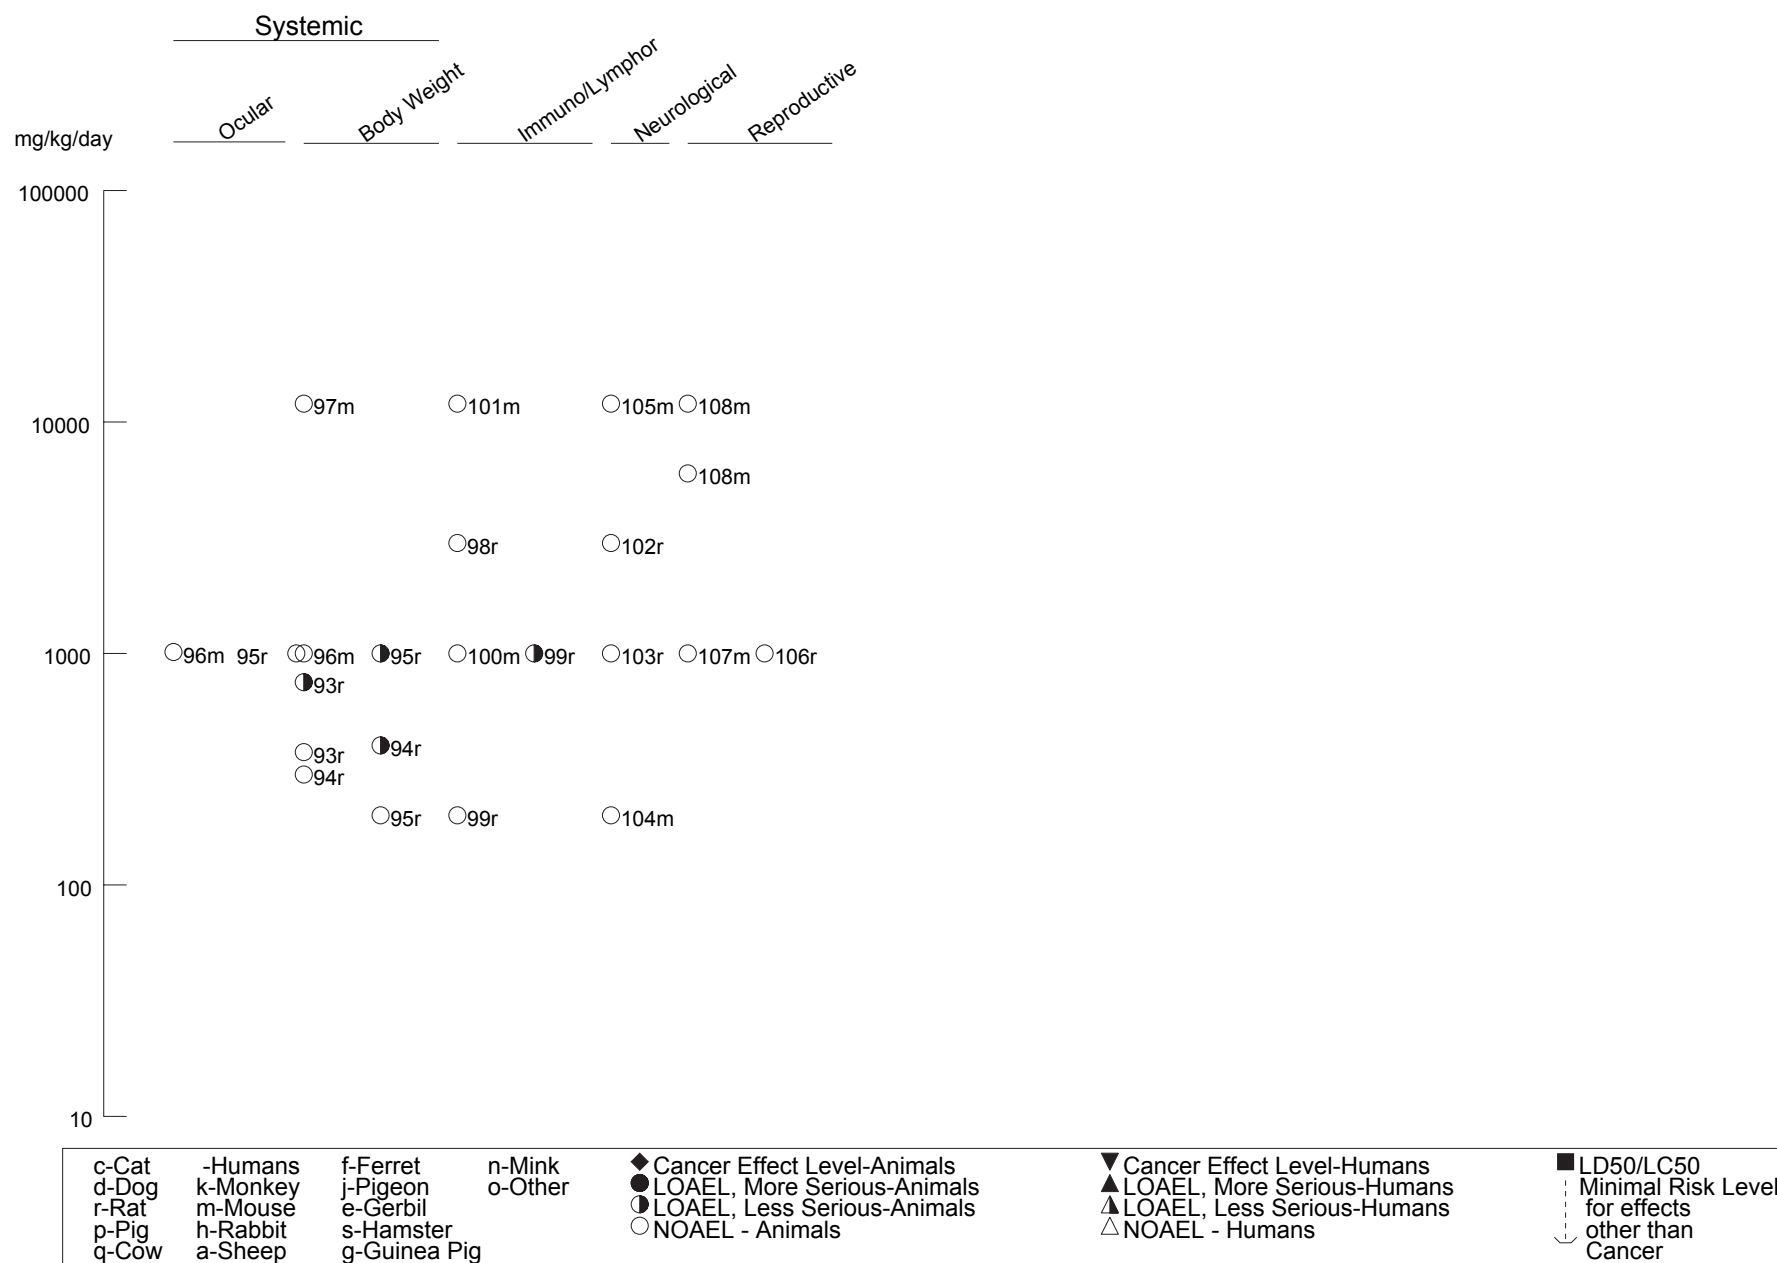 Systemic
Ocular Body Weight Immuno/Lymphor Neurological Reproductive
mg/kg/day
100000
97m 101m 105m 108m
10000
108m
98r 102r
1000 96m 95r 96m 95r 100m 99r 103r 107m 106r
93r
94r
93r
94r
95r 99r 104m
100
10
c-Cat -Humans f-Ferret n-Mink Cancer Effect Level-Animals Cancer Effect Level-Humans LD50/LC50
d-Dog k-Monkey j-Pigeon o-Other LOAEL, More Serious-Animals LOAEL, More Serious-Humans Minimal Risk Level
r-Rat m-Mouse e-Gerbil LOAEL, Less Serious-Animals LOAEL, Less Serious-Humans for effects
p-Pig h-Rabbit s-Hamster NOAEL - Animals NOAEL - Humans other than
q-Cow a-Sheep g-Guinea Pig Cancer